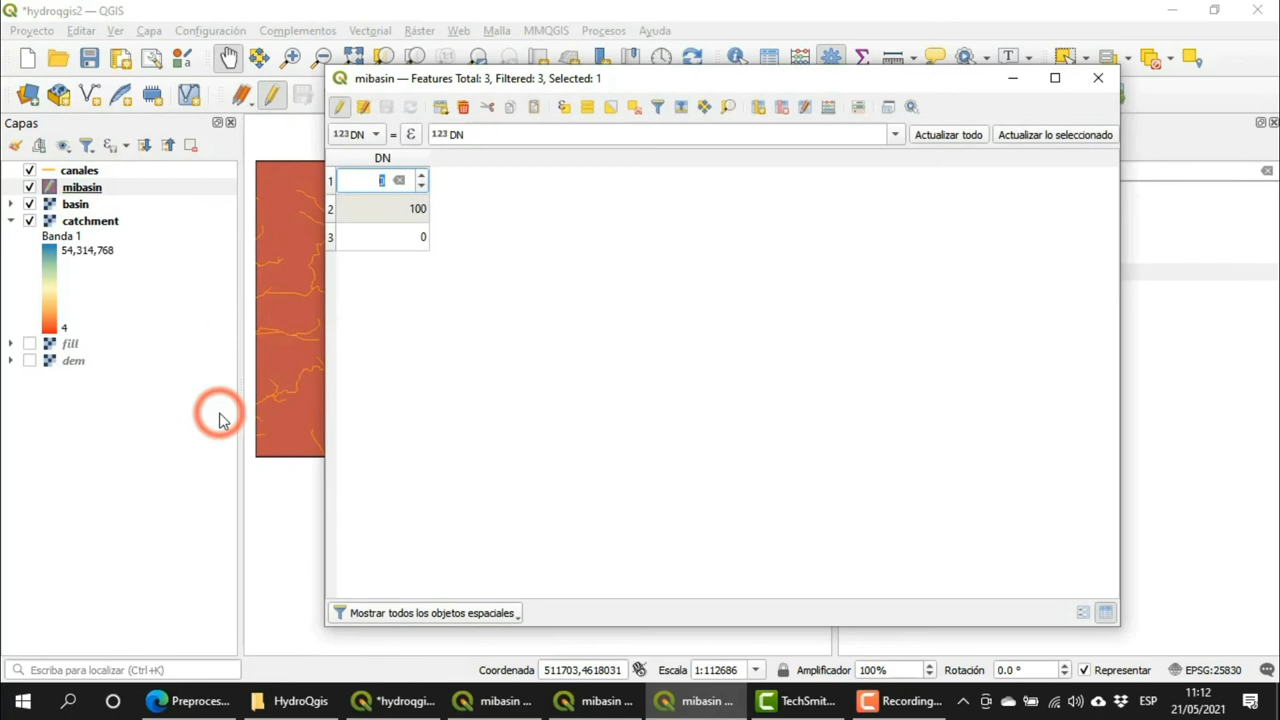 *hydroqgis2 — QGIS
Proyecto Editar Ver Capa Configuración Complementos Vectorial Ráster Web Malla MMQGIS Procesos Ayuda
mibasin — Features Total: 3, Filtered: 3, Selected: 1
Capas
123 DN = ε 123 DN Actualizar todo Actualizar lo seleccionado
DN
1
2 100
3 0
canales
mibasin
basin
catchment
Banda 1
54,314,768
4
fill
dem
Mostrar todos los objetos espaciales
Escriba para localizar (Ctrl+K) Coordenada 511703,4618031 Escala 1:112686 Amplificador 100% Rotación 0.0 ° Representar EPSG:25830
Preproces... HydroQgis *hydroqgi... mibasin ... mibasin ... mibasin ... TechSmit... Recording... ESP 11:12
21/05/2021